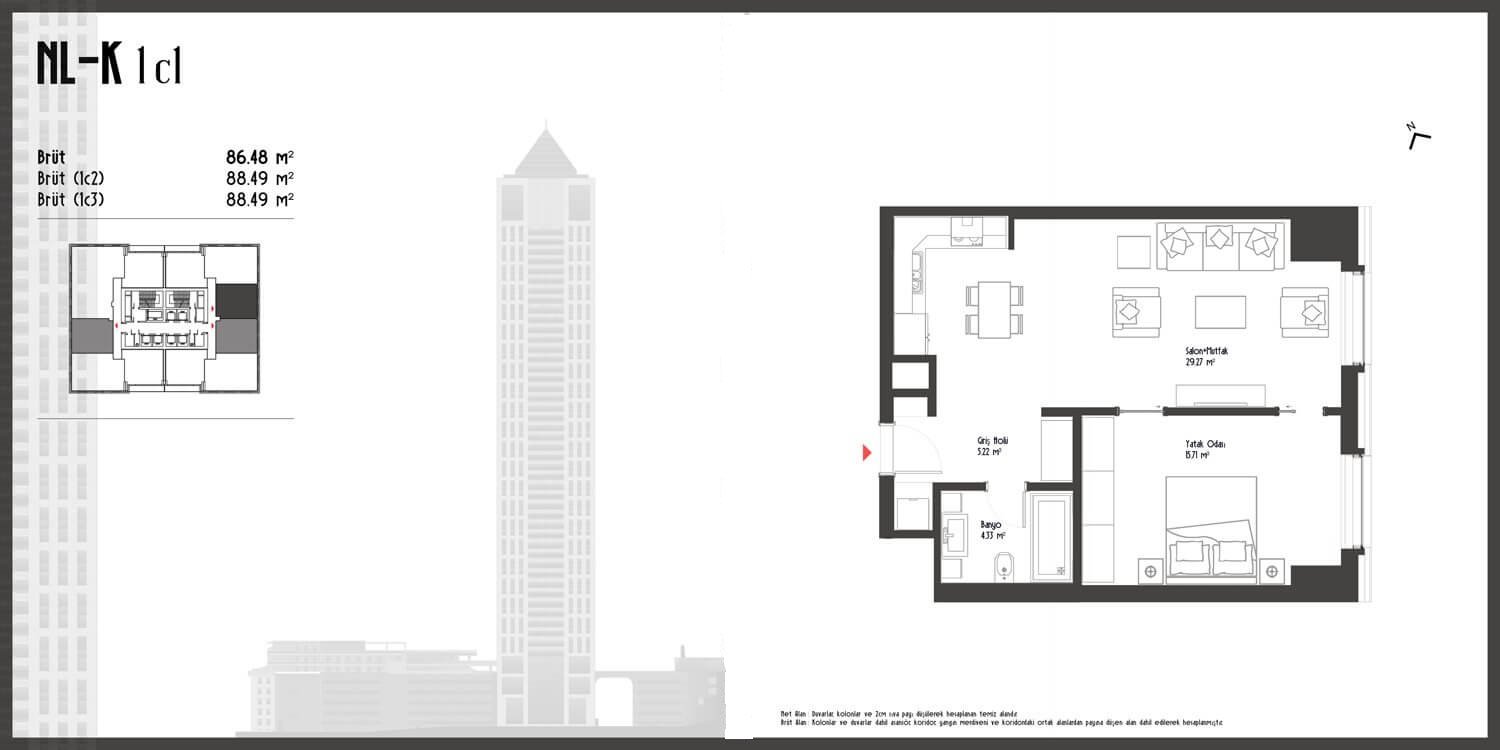 NL-K 1c1
Brüt 86.48 m²
Brüt (1c2) 88.49 m²
Brüt (1c3) 88.49 m²
N
Salon+Mutfak
29.27 m²
Giriş Holü
5.22 m²
Yatak Odası
15.71 m²
Banyo
4.33 m²
Net Alan : Duvarlar, kolonlar ve 2cm sıva payı düşülerek hesaplanan temiz alandır.
Brüt Alan : Kolonlar ve duvarlar dahil asansör, koridor, yangın merdiveni ve koridordaki ortak alanlardan payına düşen alan dahil edilerek hesaplanmıştır.